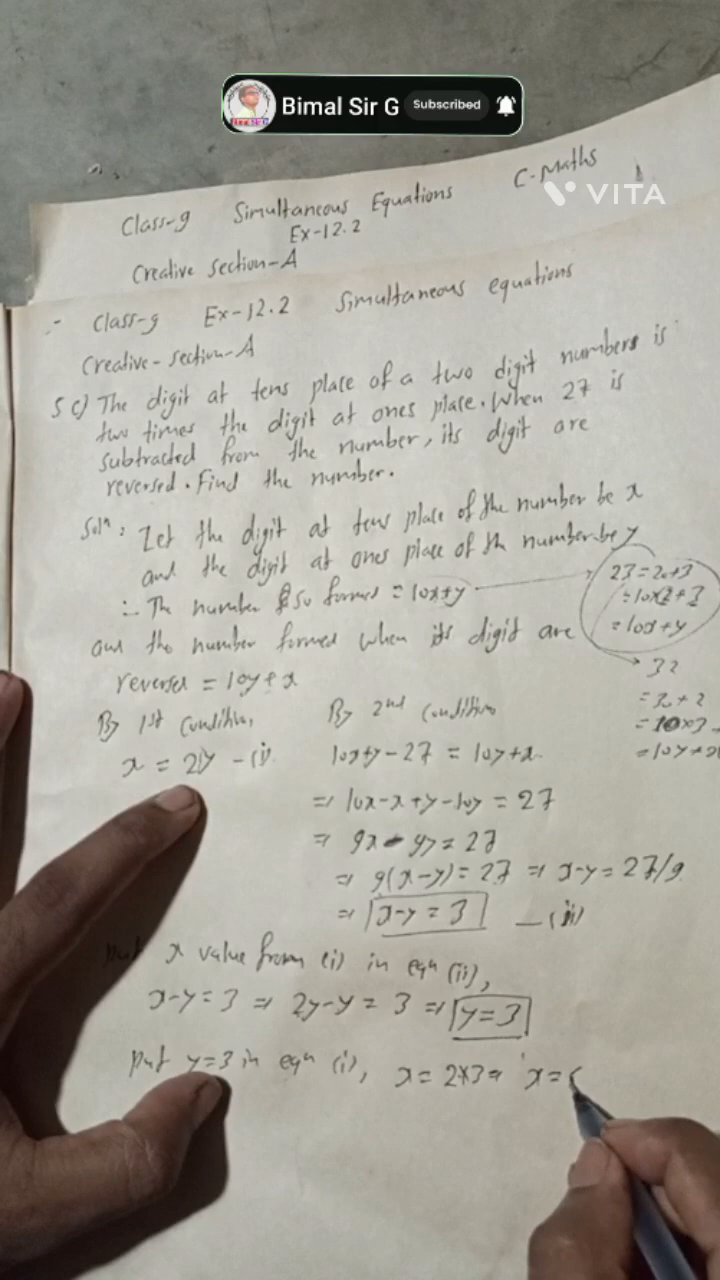 Bimal Sir G Subscribed
VITA
C-Maths
Class-9 Simultaneous Equations
Ex-12.2
Creative Section-A
Class-9 Ex-12.2 Simultaneous equations
Creative-Section-A
5 c) The digit at tens place of a two digit numbers is
two times the digit at ones place. When 27 is
subtracted from the number, its digit are
reversed. Find the number.
Solⁿ: Let the digit at tens place of the number be x
and the digit at ones place of the number be y
∴ The number so formed = 10x+y
23 = 20+3
= 10×2+3
= 10x+y
and the number formed when its digit are
reversed = 10y+x
32
= 30+2
= 10×3+
= 10y+x
By 1st condition,
x = 2y - (i)
By 2nd condition
10x+y-27 = 10y+x
⇒ 10x-x+y-10y = 27
⇒ 9x-9y = 27
⇒ 9(x-y) = 27 ⇒ x-y = 27/9
⇒ x-y = 3 - (ii)
put x value from (i) in eqn (ii),
x-y=3 ⇒ 2y-y = 3 ⇒ y=3
Put y=3 in eqn (i), x = 2×3 ⇒ x =